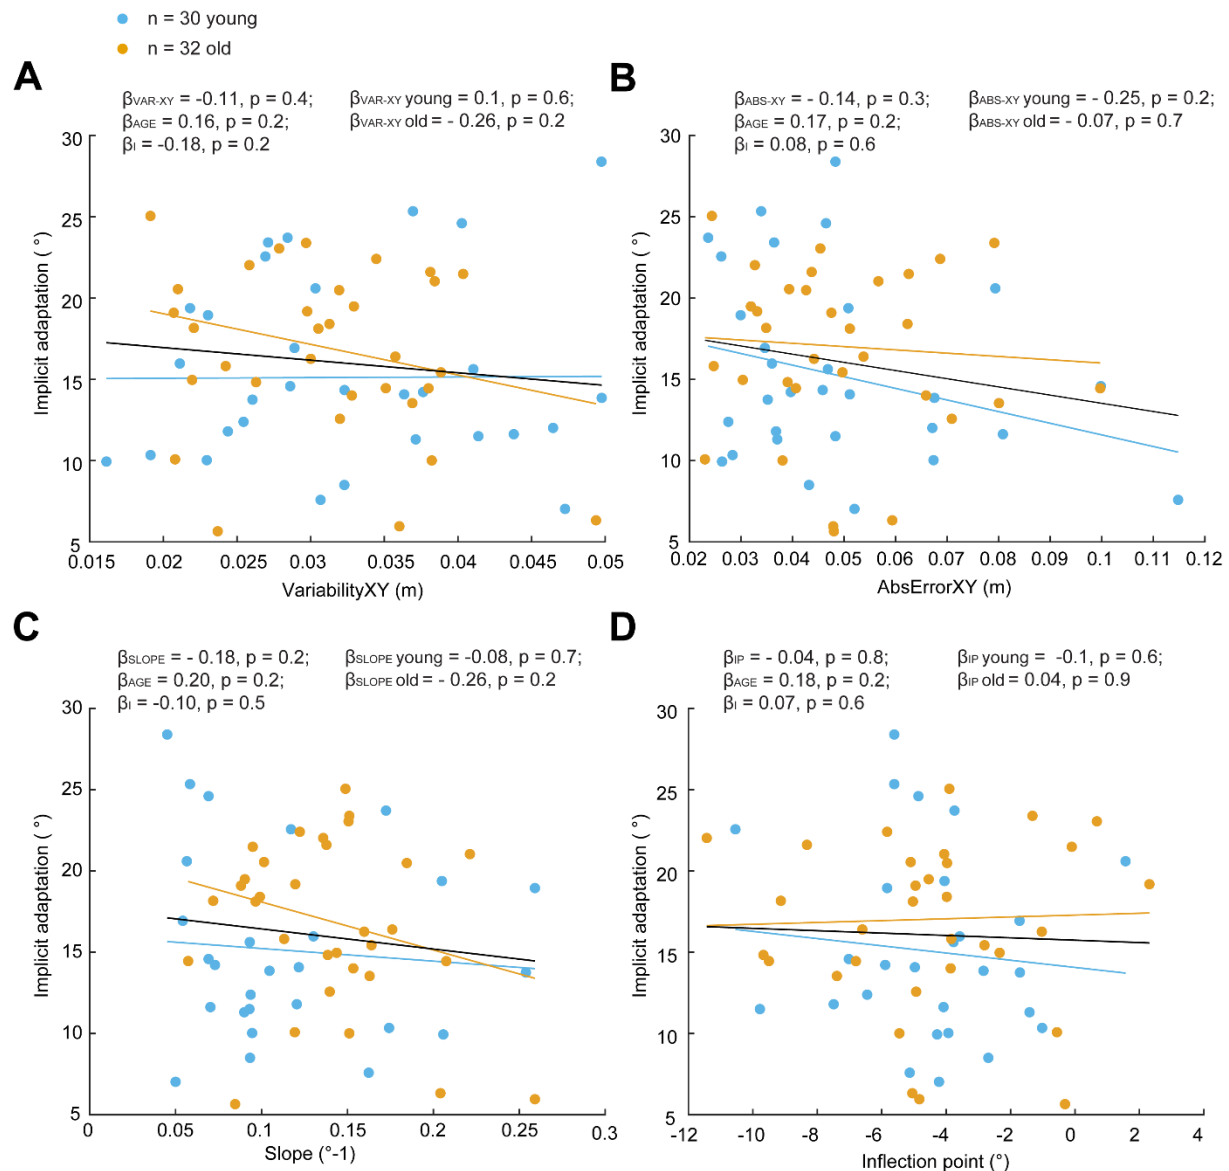 n = 30 young
n = 32 old
A
βVAR-XY = -0.11, p = 0.4;
βAGE = 0.16, p = 0.2;
βI = -0.18, p = 0.2
βVAR-XY young = 0.1, p = 0.6;
βVAR-XY old = - 0.26, p = 0.2
30
25
20
15
10
5
Implicit adaptation ( °)
0.015
0.02
0.025
0.03
0.035
0.04
0.045
0.05
VariabilityXY (m)
B
βABS-XY = - 0.14, p = 0.3;
βAGE = 0.17, p = 0.2;
βI = 0.08, p = 0.6
βABS-XY young = - 0.25, p = 0.2;
βABS-XY old = - 0.07, p = 0.7
30
25
20
15
10
5
Implicit adaptation ( °)
0.02
0.03
0.04
0.05
0.06
0.07
0.08
0.09
0.10
0.11
0.12
AbsErrorXY (m)
C
βSLOPE = - 0.18, p = 0.2;
βAGE = 0.20, p = 0.2;
βI = -0.10, p = 0.5
βSLOPE young = -0.08, p = 0.7;
βSLOPE old = - 0.26, p = 0.2
30
25
20
15
10
5
Implicit adaptation ( °)
0
0.05
0.1
0.15
0.2
0.25
0.3
Slope (°-1)
D
βIP = - 0.04, p = 0.8;
βAGE = 0.18, p = 0.2;
βI = 0.07, p = 0.6
βIP young = -0.1, p = 0.6;
βIP old = 0.04, p = 0.9
30
25
20
15
10
5
Implicit adaptation ( °)
-12
-10
-8
-6
-4
-2
0
2
4
Inflection point (°)